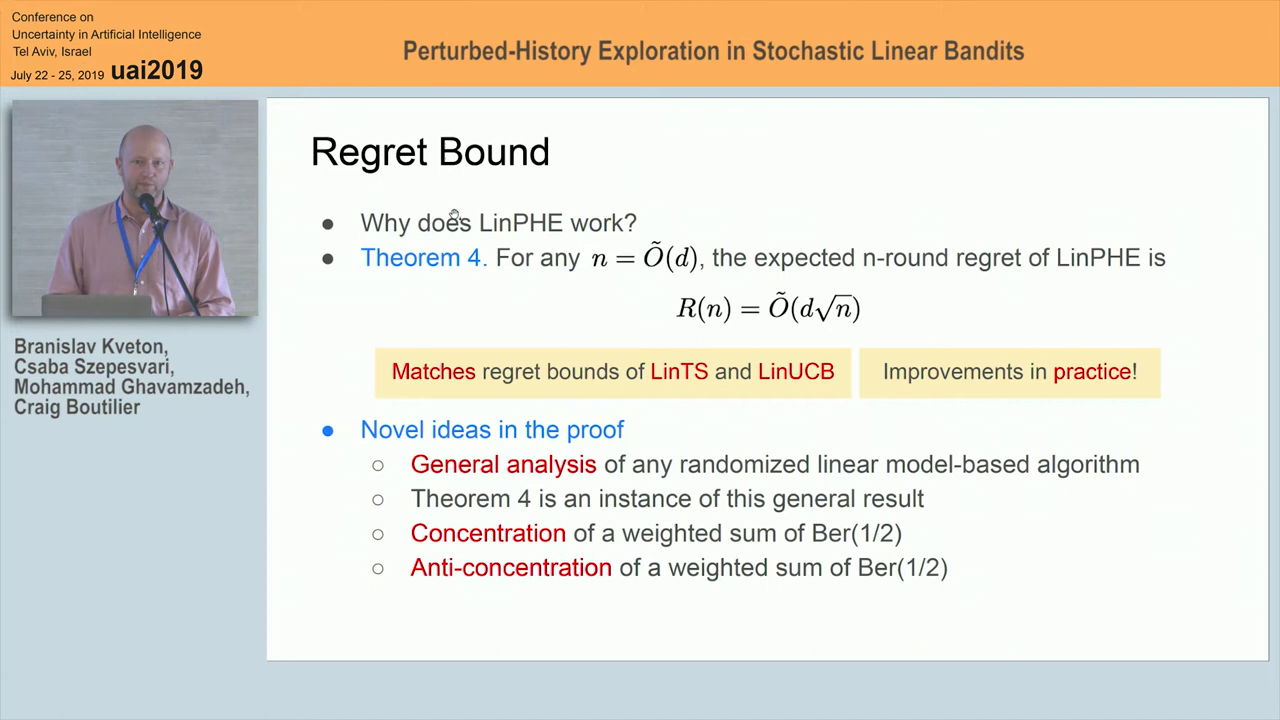 Conference on
Uncertainty in Artificial Intelligence
Tel Aviv, Israel
July 22 - 25, 2019 uai2019
Perturbed-History Exploration in Stochastic Linear Bandits
Branislav Kveton,
Csaba Szepesvari,
Mohammad Ghavamzadeh,
Craig Boutilier
Regret Bound
● Why does LinPHE work?
● Theorem 4. For any n = Õ(d), the expected n-round regret of LinPHE is
R(n) = Õ(d√n)
Matches regret bounds of LinTS and LinUCB
Improvements in practice!
● Novel ideas in the proof
○ General analysis of any randomized linear model-based algorithm
○ Theorem 4 is an instance of this general result
○ Concentration of a weighted sum of Ber(1/2)
○ Anti-concentration of a weighted sum of Ber(1/2)